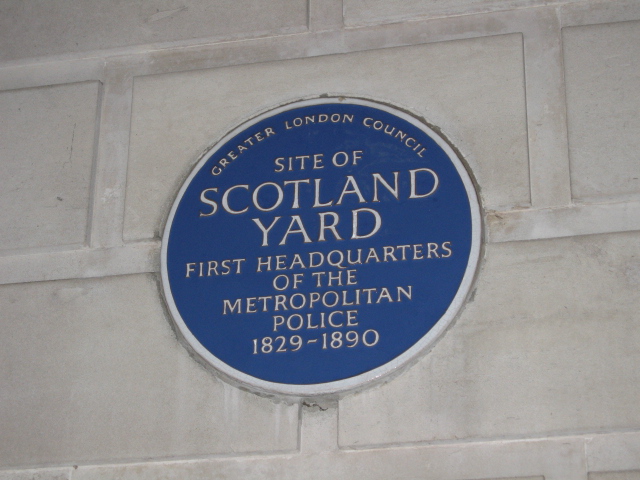 GREATER LONDON COUNCIL
SITE OF
SCOTLAND
YARD
FIRST HEADQUARTERS
OF THE
METROPOLITAN
POLICE
1829-1890